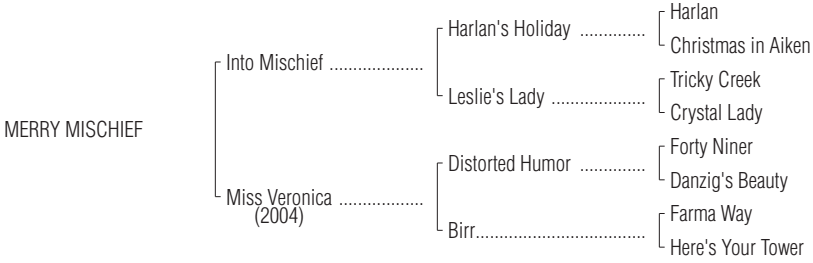 Harlan
Harlan's Holiday ..............
Christmas in Aiken
Into Mischief ....................
Tricky Creek
Leslie's Lady ....................
Crystal Lady
MERRY MISCHIEF
Forty Niner
Distorted Humor ..............
Danzig's Beauty
Miss Veronica ..................
(2004)
Farma Way
Birr....................................
Here's Your Tower